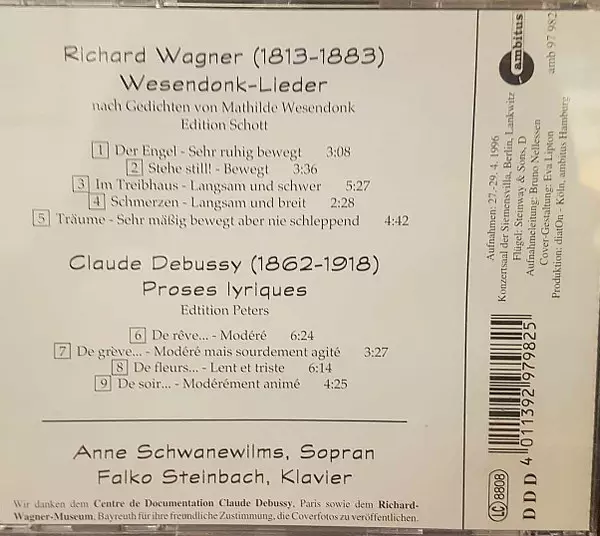 Richard Wagner (1813-1883)
Wesendonk-Lieder
nach Gedichten von Mathilde Wesendonk
Edition Schott
1 Der Engel - Sehr ruhig bewegt 3:08
2 Stehe still! - Bewegt 3:36
3 Im Treibhaus - Langsam und schwer 5:27
4 Schmerzen - Langsam und breit 2:28
5 Träume - Sehr mäßig bewegt aber nie schleppend 4:42
Claude Debussy (1862-1918)
Proses lyriques
Edtition Peters
6 De rêve... - Modéré 6:24
7 De grève... - Modéré mais sourdement agité 3:27
8 De fleurs... - Lent et triste 6:14
9 De soir... - Modérément animé 4:25
Anne Schwanewilms, Sopran
Falko Steinbach, Klavier
Wir danken dem Centre de Documentation Claude Debussy, Paris sowie dem Richard-
Wagner-Museum, Bayreuth für ihre freundliche Zustimmung, die Coverfotos zu veröffentlichen.
ambitus
amb 97 982
Aufnahmen: 27.-29. 4. 1996
Konzertsaal der Siemensvilla, Berlin, Lankwitz
Flügel: Steinway & Sons, D
Aufnahmeleitung: Bruno Nellessen
Cover-Gestaltung: Eva Lipton
Produktion: diatOn - Köln, ambitus Hamburg
4 011392 979825
LC 8808
DDD